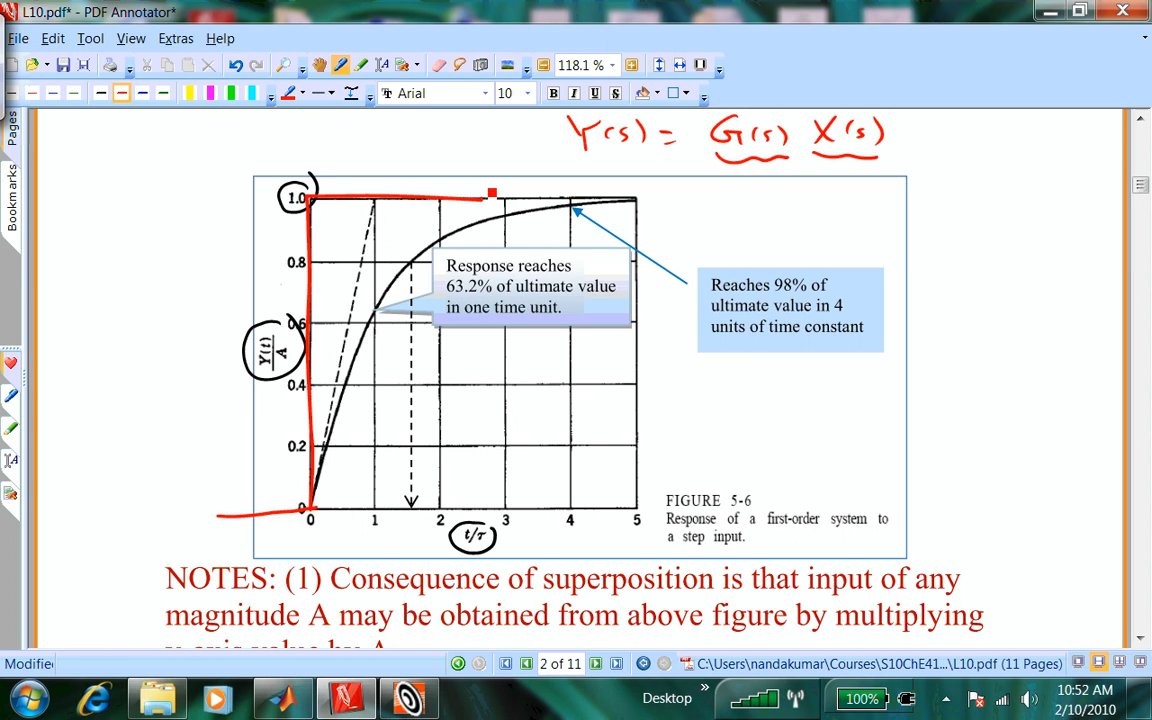 L10.pdf* - PDF Annotator*
File Edit Tool View Extras Help
118.1 %
Arial 10 B I U S
Pages
Bookmarks
Y(s) = G(s) X(s)
1.0
0.8
0.6
0.4
0.2
0
Y(t)
A
0 1 2 3 4 5
t/τ
Response reaches
63.2% of ultimate value
in one time unit.
Reaches 98% of
ultimate value in 4
units of time constant
FIGURE 5-6
Response of a first-order system to
a step input.
NOTES: (1) Consequence of superposition is that input of any
magnitude A may be obtained from above figure by multiplying
y-axis value by A
Modified
2 of 11
C:\Users\nandakumar\Courses\S10ChE41...\L10.pdf (11 Pages)
Desktop »
100%
10:52 AM
2/10/2010